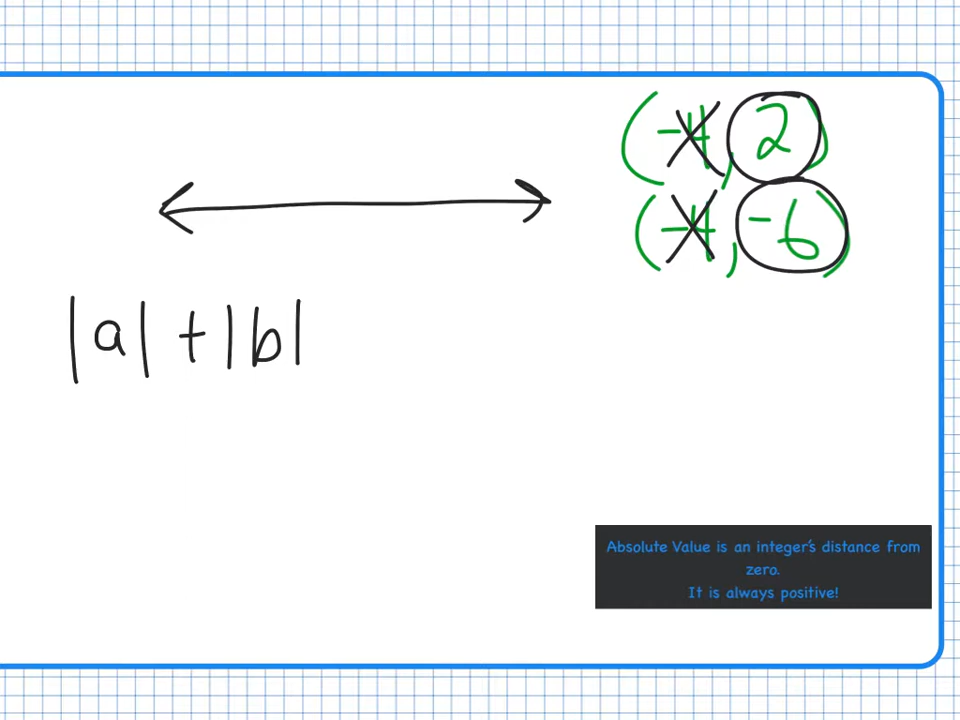 (-4, 2)
(-4, -6)
|a| + |b|
Absolute Value is an integer's distance from
zero.
It is always positive!